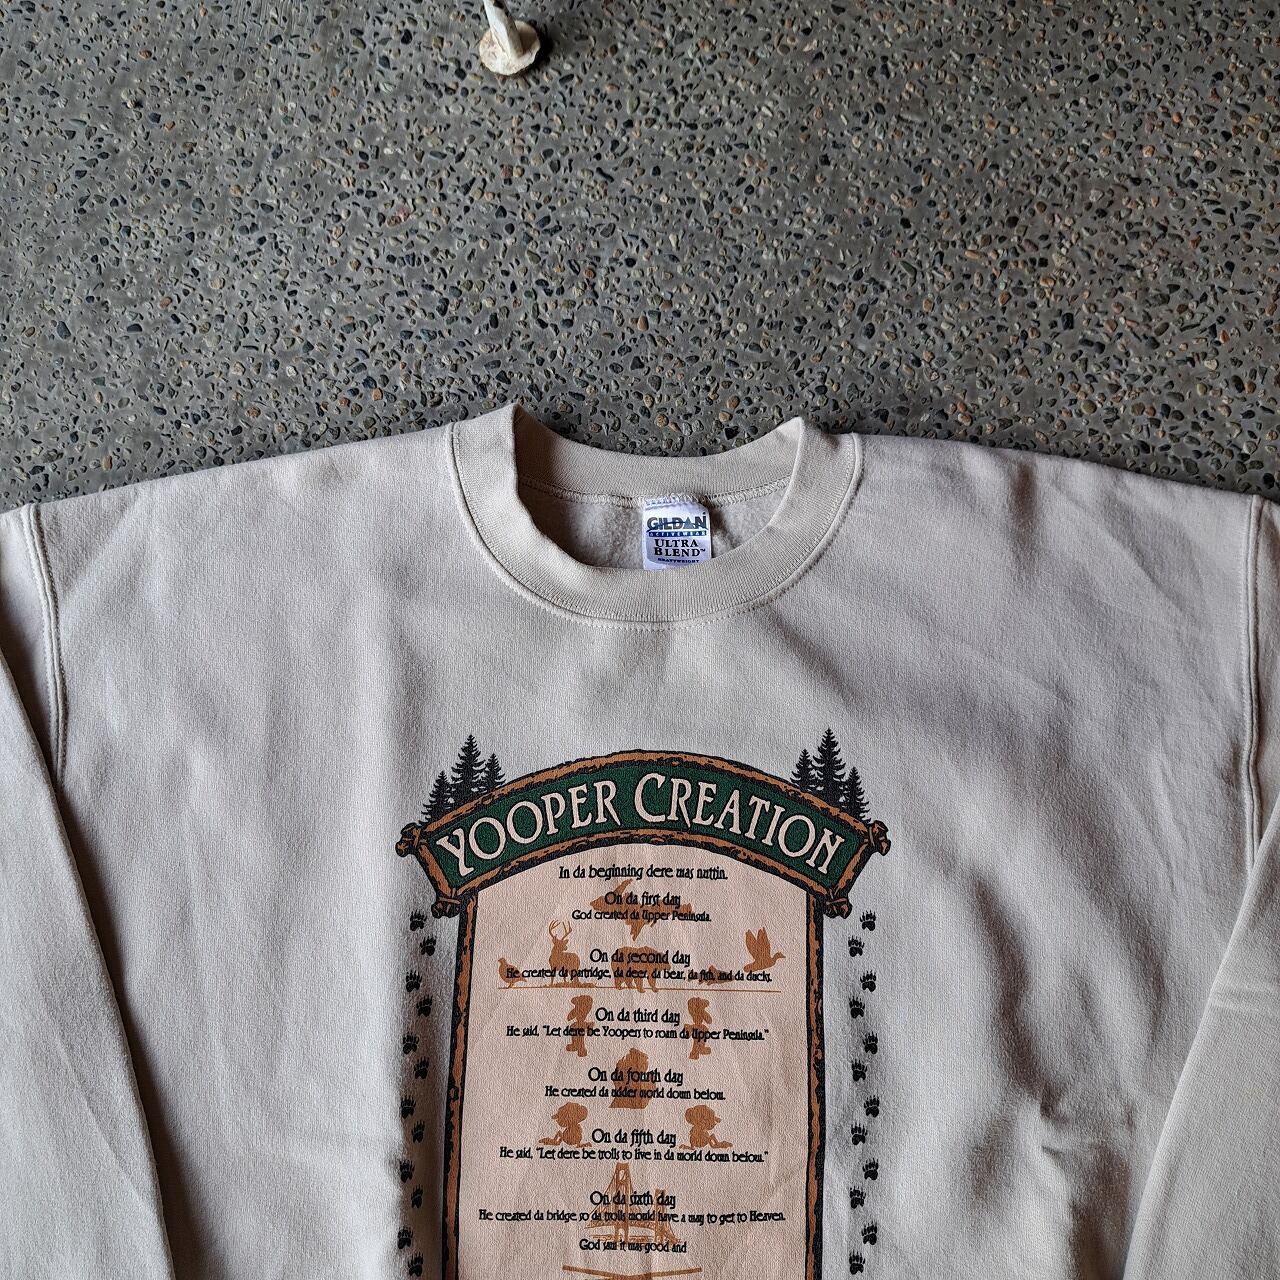 GILDAN
ACTIVEWEAR
ULTRA
BLEND™
HEAVYWEIGHT
YOOPER CREATION
In da beginning dere was nuttin.
On da first day
God created da Upper Peninsula.
On da second day
He created da partridge, da deer, da bear, da fish, and da ducks.
On da third day
He said, "Let dere be Yoopers to roam da Upper Peninsula."
On da fourth day
He created da udder world down below.
On da fifth day
He said, "Let dere be trolls to live in da world down below."
On da sixth day
He created da bridge so da trolls would have a way to get to Heaven.
God saw it was good and